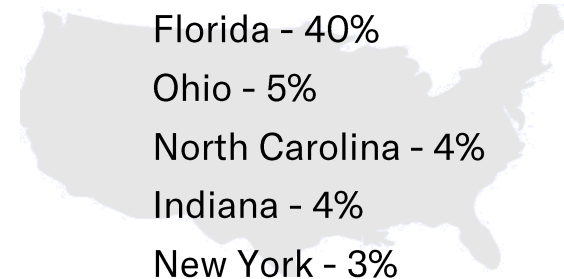 Florida - 40%
Ohio - 5%
North Carolina - 4%
Indiana - 4%
New York - 3%